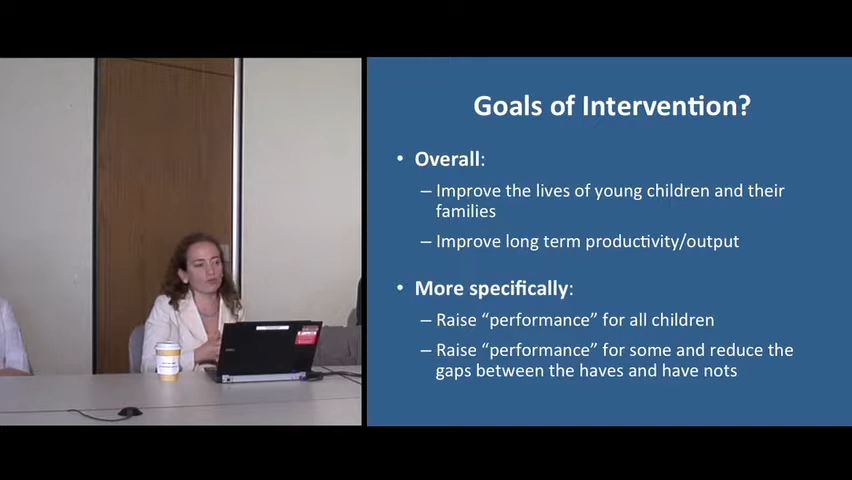 Goals of Intervention?
• Overall:
– Improve the lives of young children and their
families
– Improve long term productivity/output
• More specifically:
– Raise “performance” for all children
– Raise “performance” for some and reduce the
gaps between the haves and have nots